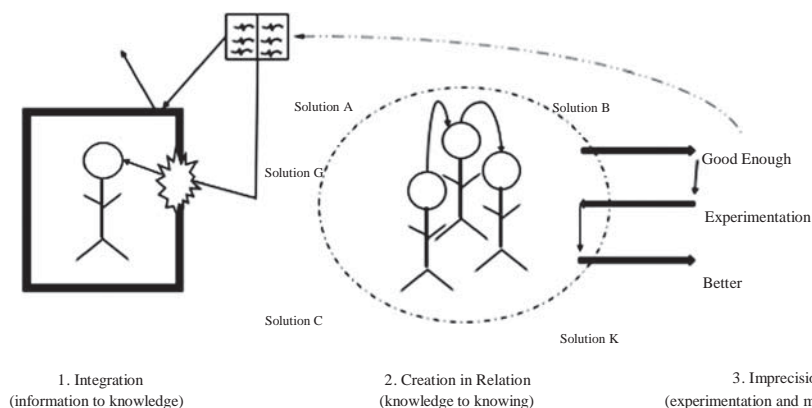 Solution A
Solution B
Good Enough
Solution G
Experimentation
Better
Solution C
Solution K
1. Integration
(information to knowledge)
2. Creation in Relation
(knowledge to knowing)
3. Imprecisio
(experimentation and m